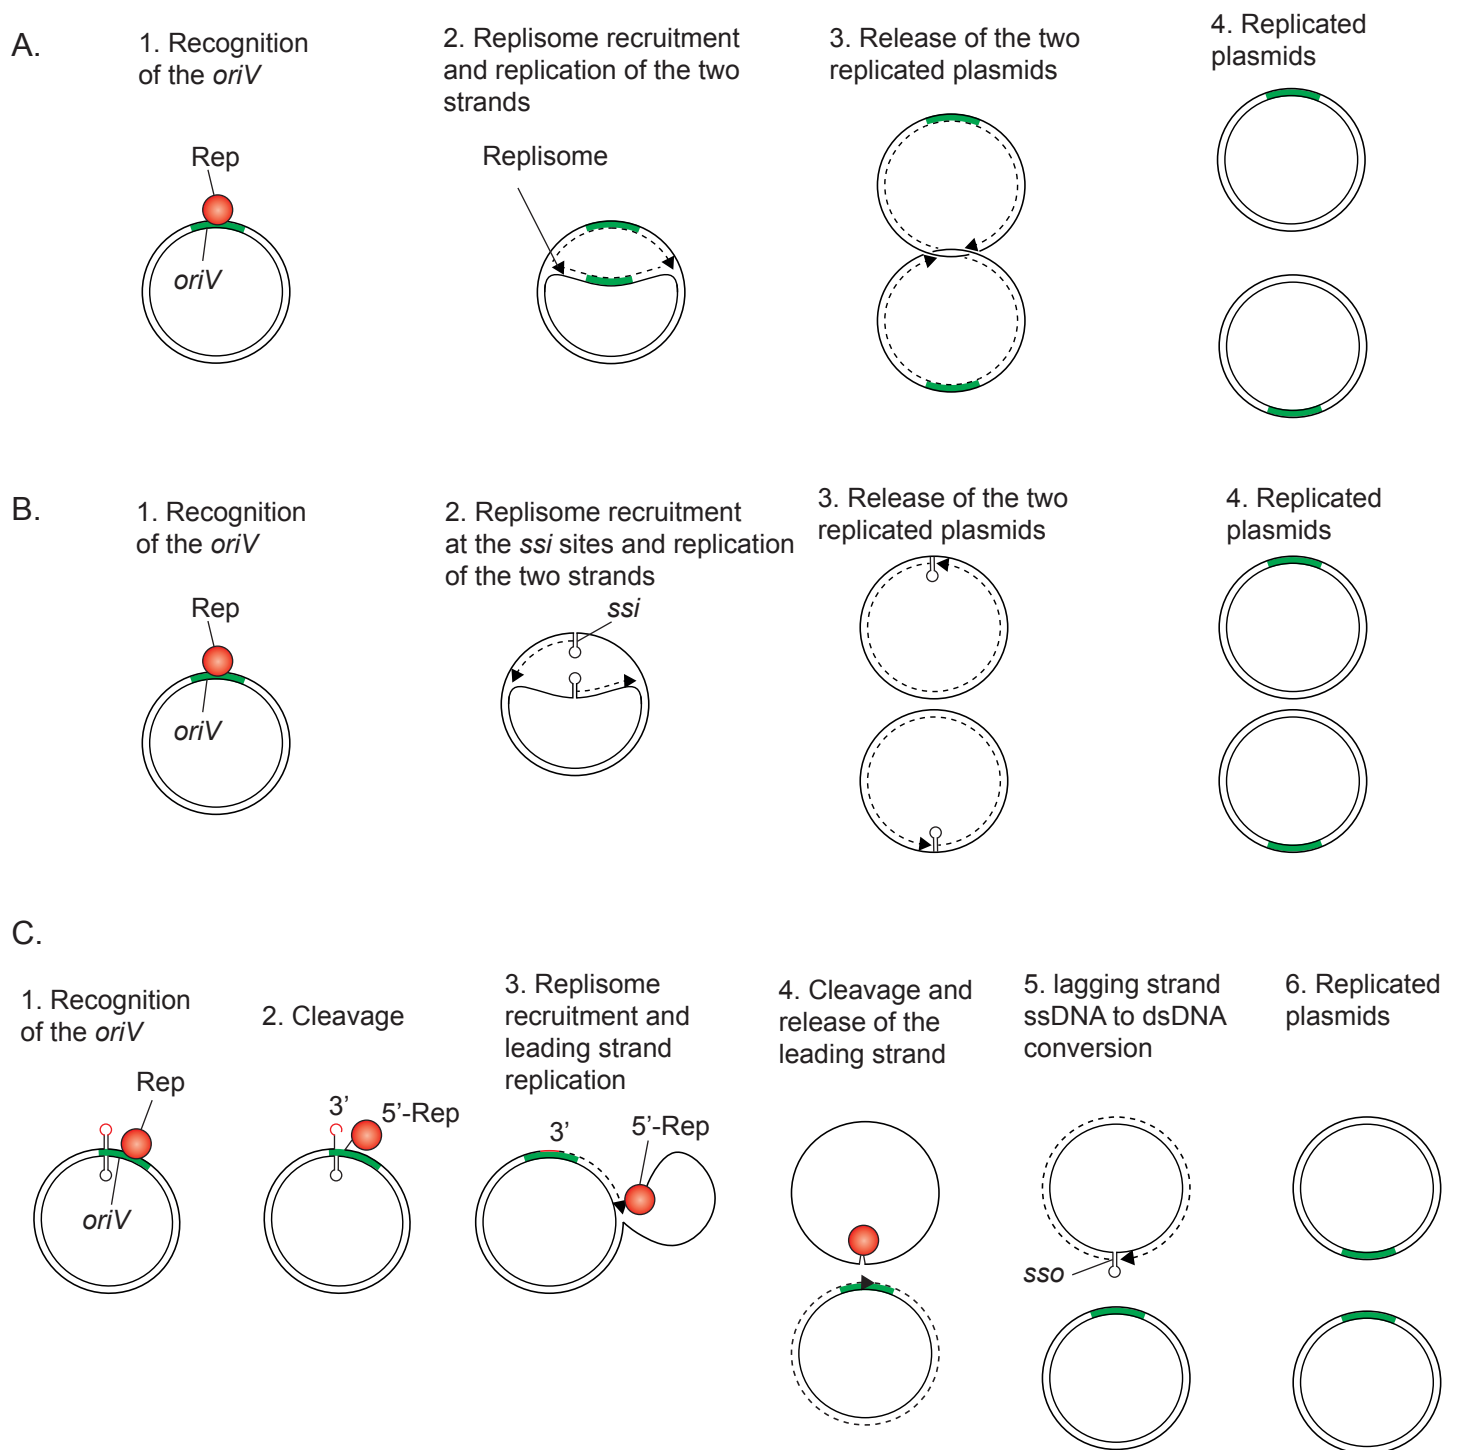 A.
1. Recognition
of the oriV
Rep
oriV
2. Replisome recruitment
and replication of the two
strands
Replisome
3. Release of the two
replicated plasmids
4. Replicated
plasmids
B.
1. Recognition
of the oriV
Rep
oriV
2. Replisome recruitment
at the ssi sites and replication
of the two strands
ssi
3. Release of the two
replicated plasmids
4. Replicated
plasmids
C.
1. Recognition
of the oriV
Rep
oriV
2. Cleavage
3’
5’-Rep
3. Replisome
recruitment and
leading strand
replication
3’
5’-Rep
4. Cleavage and
release of the
leading strand
5. lagging strand
ssDNA to dsDNA
conversion
sso
6. Replicated
plasmids